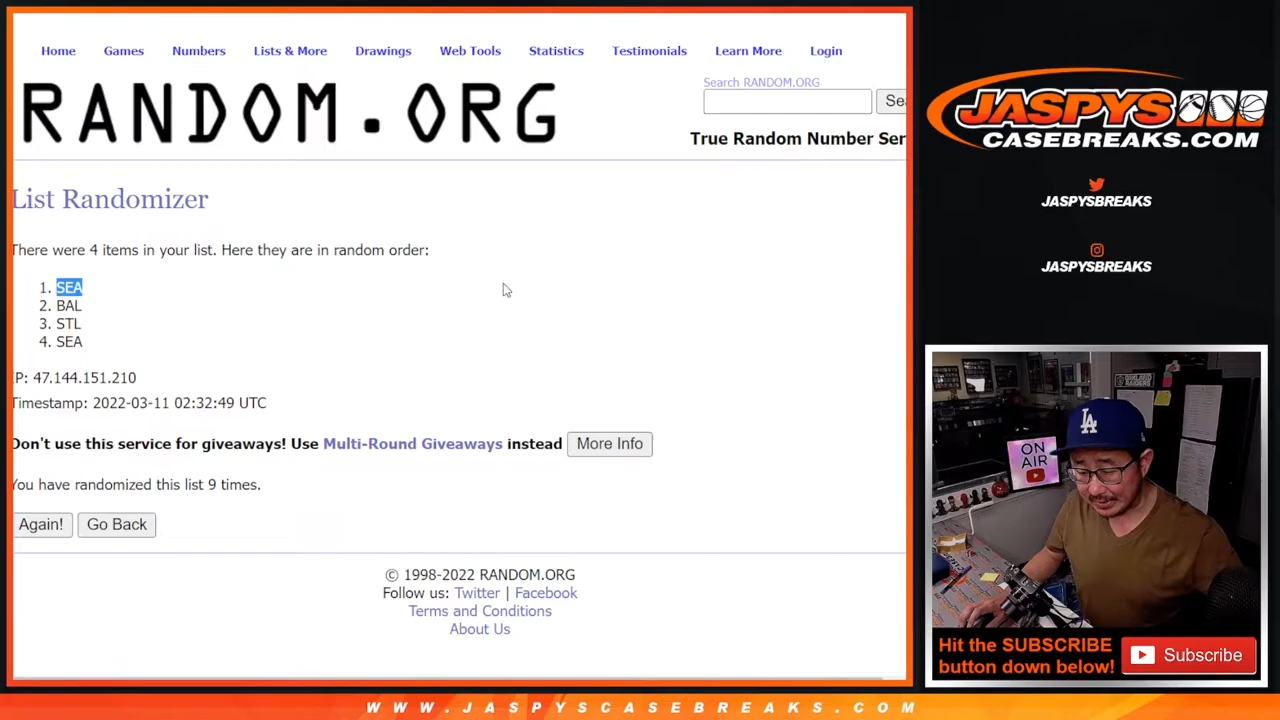 Home Games Numbers Lists & More Drawings Web Tools Statistics Testimonials Learn More Login
RANDOM.ORG
Search RANDOM.ORG
Sea
True Random Number Ser
List Randomizer
There were 4 items in your list. Here they are in random order:
1. SEA
2. BAL
3. STL
4. SEA
IP: 47.144.151.210
Timestamp: 2022-03-11 02:32:49 UTC
Don't use this service for giveaways! Use Multi-Round Giveaways instead More Info
You have randomized this list 9 times.
Again! Go Back
© 1998-2022 RANDOM.ORG
Follow us: Twitter | Facebook
Terms and Conditions
About Us
JASPYS
CASEBREAKS.COM
JASPYSBREAKS
JASPYSBREAKS
OAKLAND
RAIDERS
ON
AIR
LA
Hit the SUBSCRIBE
button down below!
Subscribe
WWW.JASPYSCASEBREAKS.COM